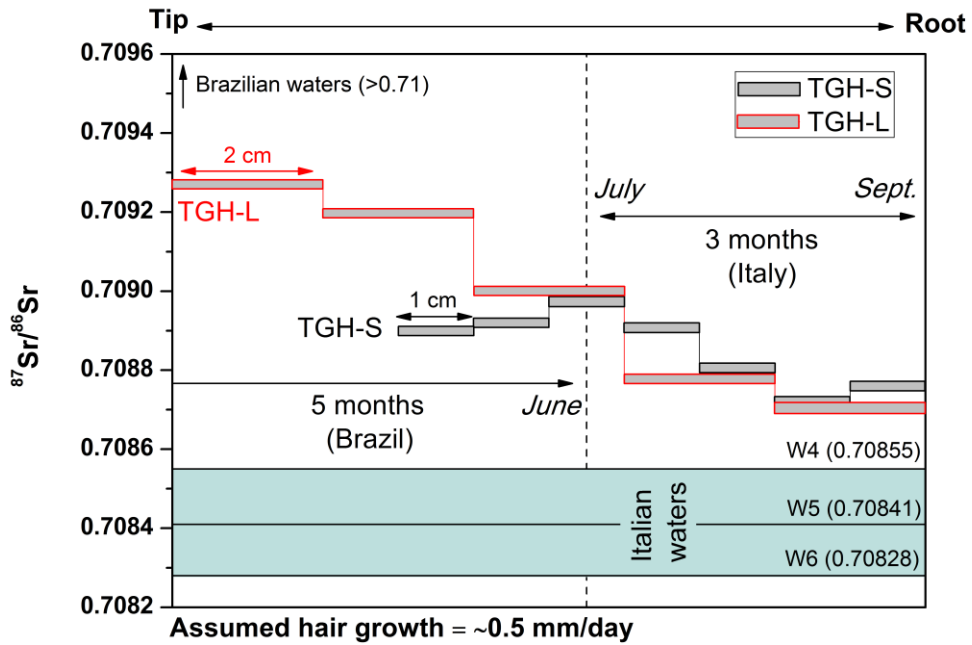 Tip
Root
0.7096
0.7094
0.7092
0.7090
0.7088
0.7086
0.7084
0.7082
87Sr/86Sr
Brazilian waters (>0.71)
TGH-S
TGH-L
2 cm
TGH-L
July
Sept.
3 months
(Italy)
1 cm
TGH-S
5 months
(Brazil)
June
W4 (0.70855)
W5 (0.70841)
W6 (0.70828)
Italian
waters
Assumed hair growth = ~0.5 mm/day